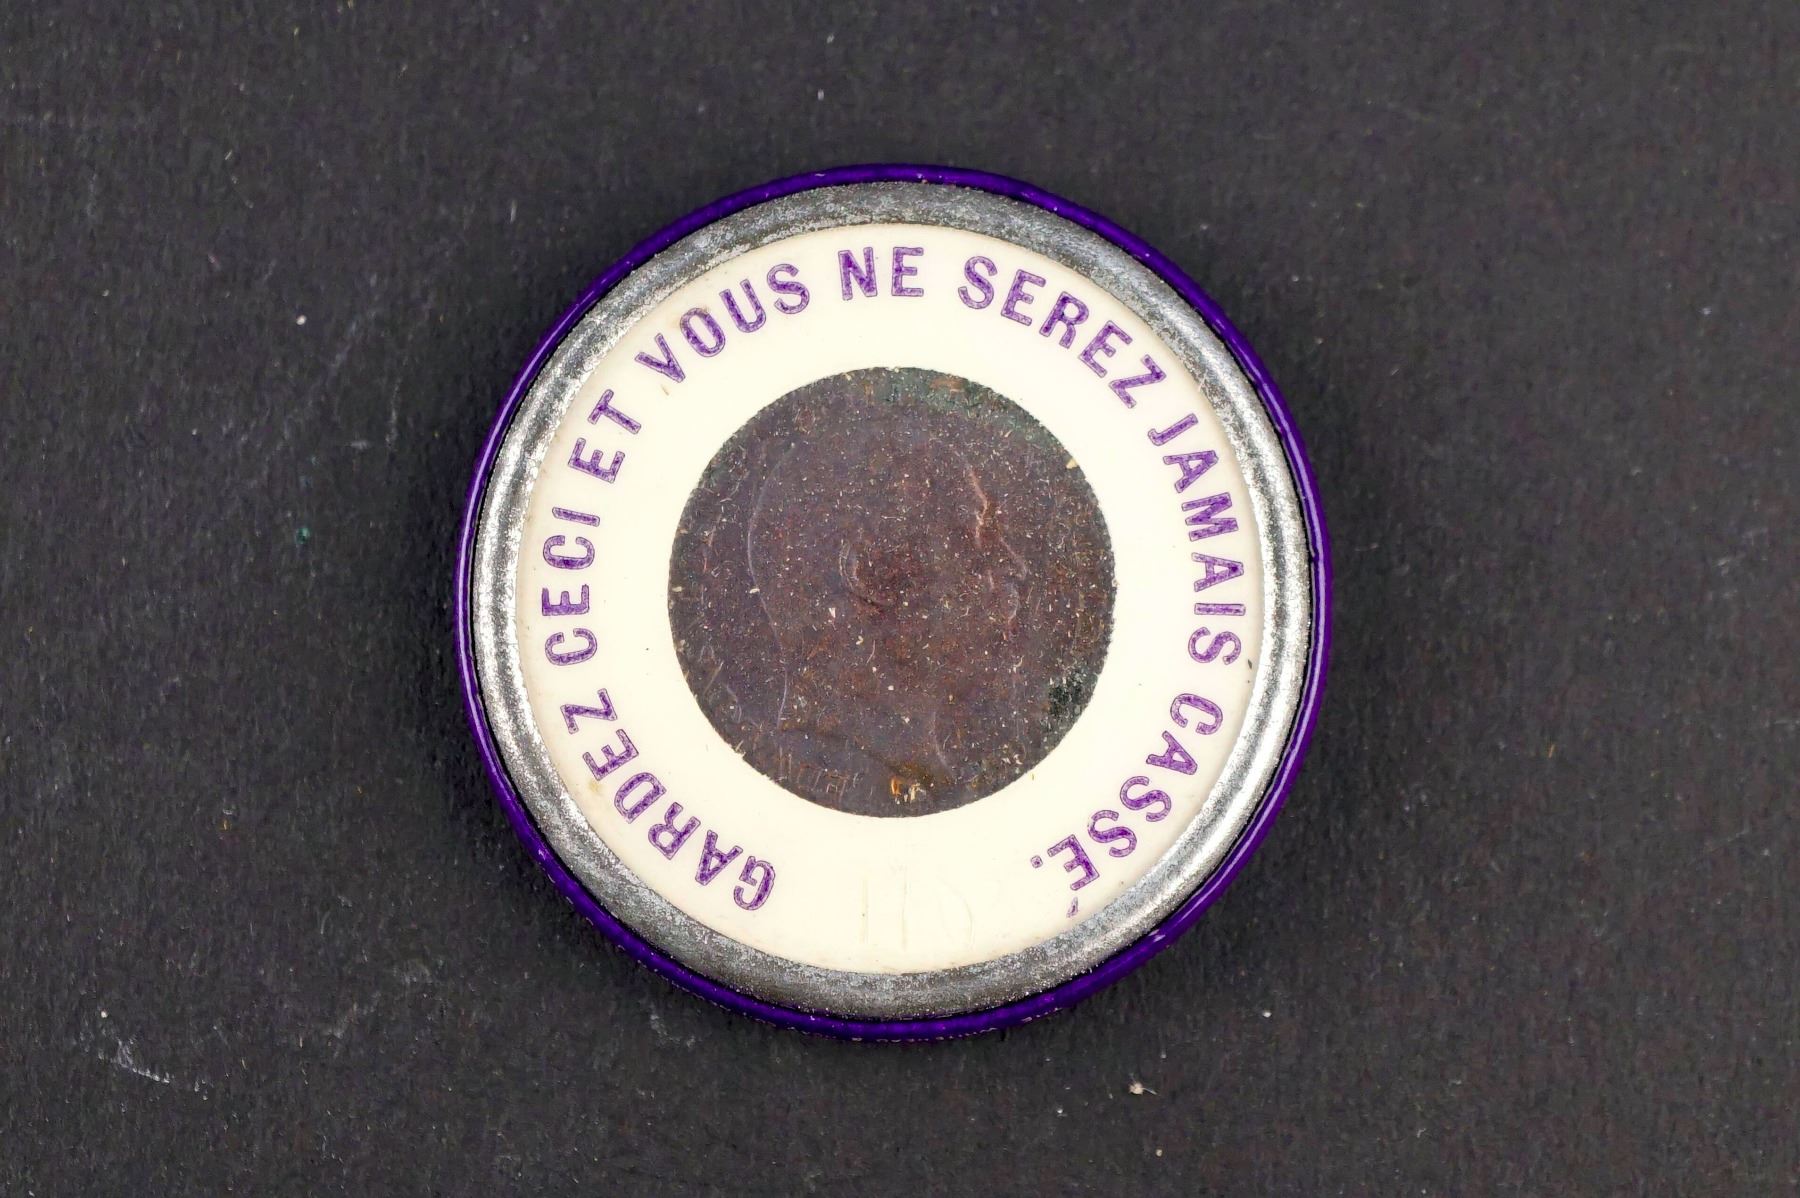 GARDEZ CECI ET VOUS NE SEREZ JAMAIS CASSÉ.